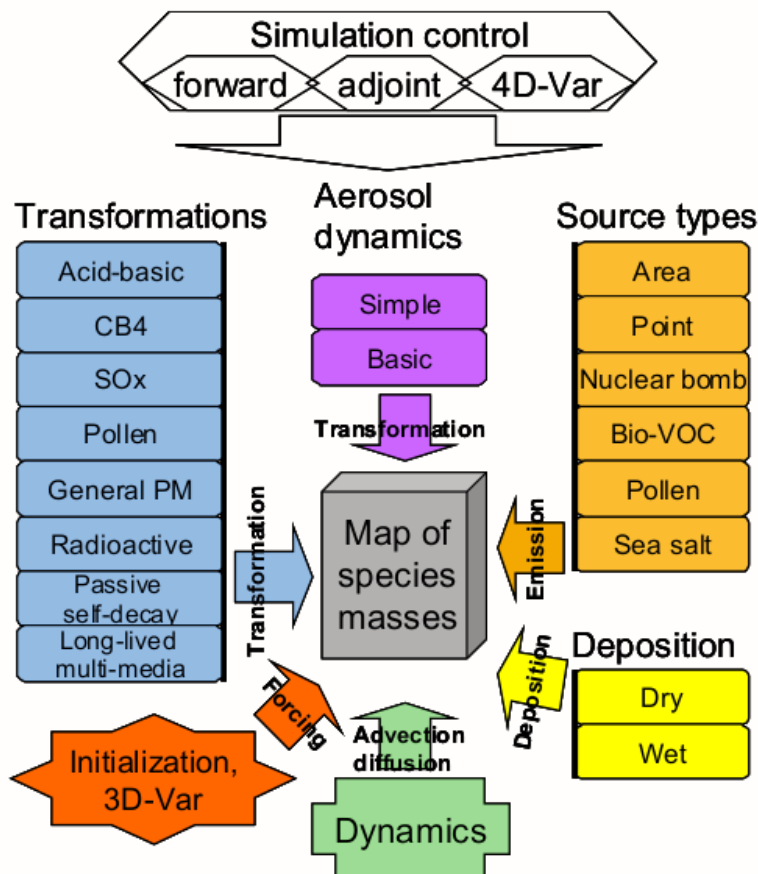 Simulation control
forward adjoint 4D-Var
Transformations
Acid-basic
CB4
SOx
Pollen
General PM
Radioactive
Passive
self-decay
Long-lived
multi-media
Transformation
Aerosol
dynamics
Simple
Basic
Transformation
Map of
species
masses
Source types
Area
Point
Nuclear bomb
Bio-VOC
Pollen
Sea salt
Emission
Deposition
Dry
Wet
Deposition
Initialization,
3D-Var
Forcing
Advection
diffusion
Dynamics